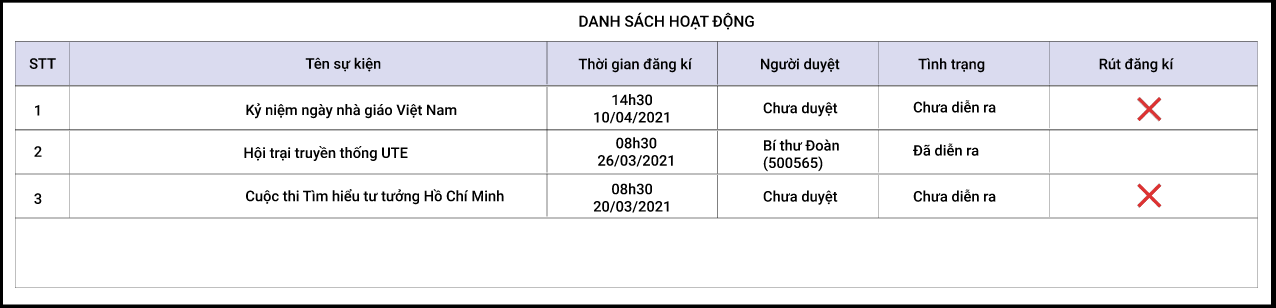 DANH SÁCH HOẠT ĐỘNG
STT Tên sự kiện Thời gian đăng kí Người duyệt Tình trạng Rút đăng kí
1 Kỷ niệm ngày nhà giáo Việt Nam 14h30 Chưa duyệt Chưa diễn ra
10/04/2021
2 Hội trại truyền thống UTE 08h30 Bí thư Đoàn Đã diễn ra
26/03/2021 (500565)
3 Cuộc thi Tìm hiểu tư tưởng Hồ Chí Minh 08h30 Chưa duyệt Chưa diễn ra
20/03/2021